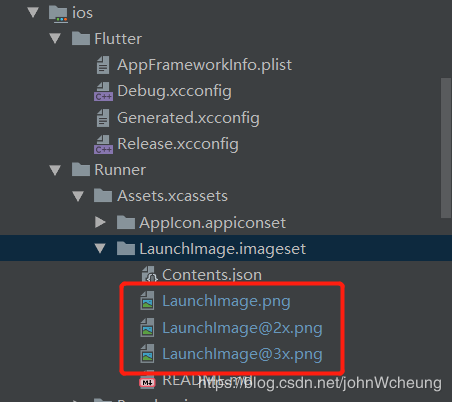 ios
Flutter
AppFrameworkInfo.plist
Debug.xcconfig
Generated.xcconfig
Release.xcconfig
Runner
Assets.xcassets
AppIcon.appiconset
LaunchImage.imageset
Contents.json
LaunchImage.png
LaunchImage@2x.png
LaunchImage@3x.png
README.md
https://blog.csdn.net/johnWcheung